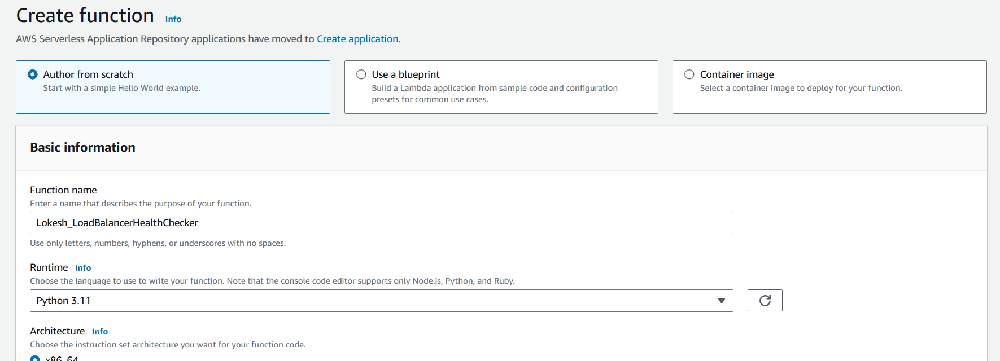 Create function Info
AWS Serverless Application Repository applications have moved to Create application.
Author from scratch
Start with a simple Hello World example.
Use a blueprint
Build a Lambda application from sample code and configuration
presets for common use cases.
Container image
Select a container image to deploy for your function.
Basic information
Function name
Enter a name that describes the purpose of your function.
Lokesh_LoadBalancerHealthChecker
Use only letters, numbers, hyphens, or underscores with no spaces.
Runtime Info
Choose the language to use to write your function. Note that the console code editor supports only Node.js, Python, and Ruby.
Python 3.11
Architecture Info
Choose the instruction set architecture you want for your function code.
x86_64